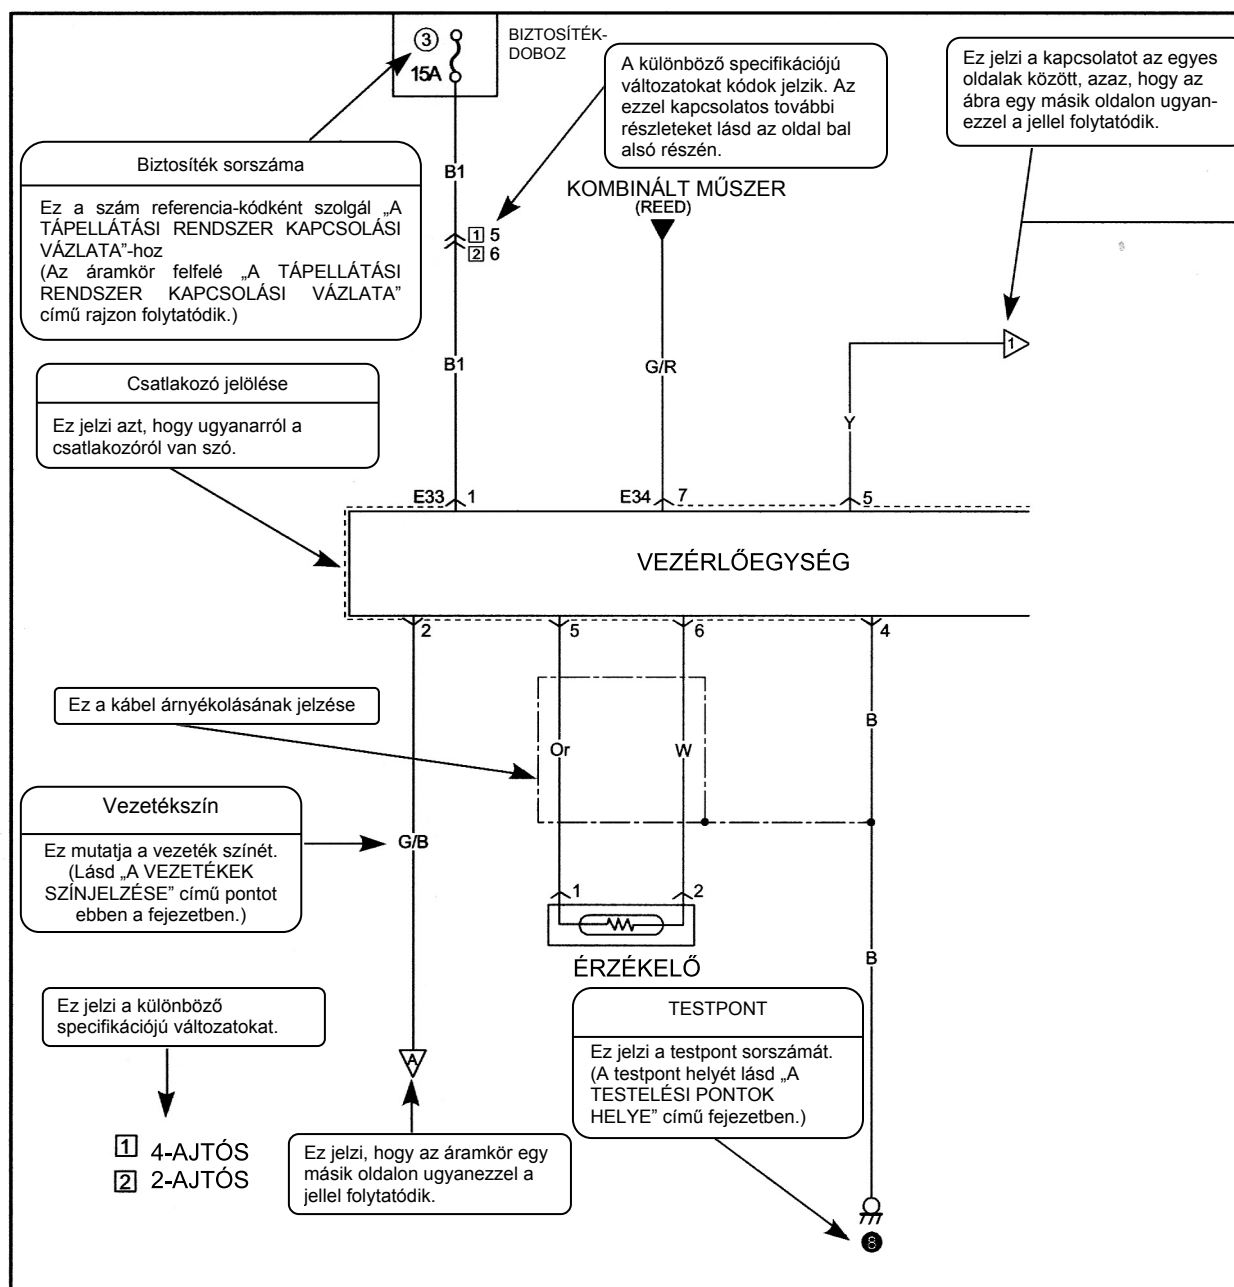 3
15A
BIZTOSÍTÉK-
DOBOZ
A különböző specifikációjú
változatokat kódok jelzik. Az
ezzel kapcsolatos további
részleteket lásd az oldal bal
alsó részén.
Ez jelzi a kapcsolatot az egyes
oldalak között, azaz, hogy az
ábra egy másik oldalon ugyan-
ezzel a jellel folytatódik.
Biztosíték sorszáma
Ez a szám referencia-kódként szolgál „A
TÁPELLÁTÁSI RENDSZER KAPCSOLÁSI
VÁZLATA”-hoz
(Az áramkör felfelé „A TÁPELLÁTÁSI
RENDSZER KAPCSOLÁSI VÁZLATA”
című rajzon folytatódik.)
B1
KOMBINÁLT MŰSZER
(REED)
1 5
2 6
1
B1
G/R
Y
Csatlakozó jelölése
Ez jelzi azt, hogy ugyanarról a
csatlakozóról van szó.
E33 1
E34 7
5
VEZÉRLŐEGYSÉG
2
5
6
4
Ez a kábel árnyékolásának jelzése
B
Or
W
Vezetékszín
Ez mutatja a vezeték színét.
(Lásd „A VEZETÉKEK
SZÍNJELZÉSE” című pontot
ebben a fejezetben.)
G/B
1
2
ÉRZÉKELŐ
B
Ez jelzi a különböző
specifikációjú változatokat.
TESTPONT
Ez jelzi a testpont sorszámát.
(A testpont helyét lásd „A
TESTELÉSI PONTOK
HELYE” című fejezetben.)
A
1 4-AJTÓS
2 2-AJTÓS
Ez jelzi, hogy az áramkör egy
másik oldalon ugyanezzel a
jellel folytatódik.
8